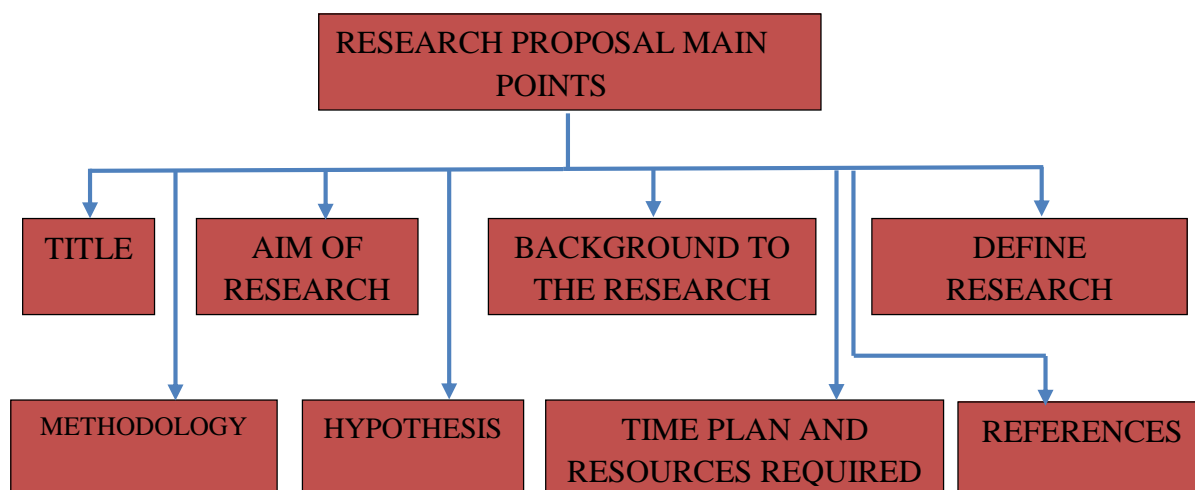 RESEARCH PROPOSAL MAIN
POINTS
TITLE
AIM OF
RESEARCH
BACKGROUND TO
THE RESEARCH
DEFINE
RESEARCH
METHODOLOGY
HYPOTHESIS
TIME PLAN AND
RESOURCES REQUIRED
REFERENCES